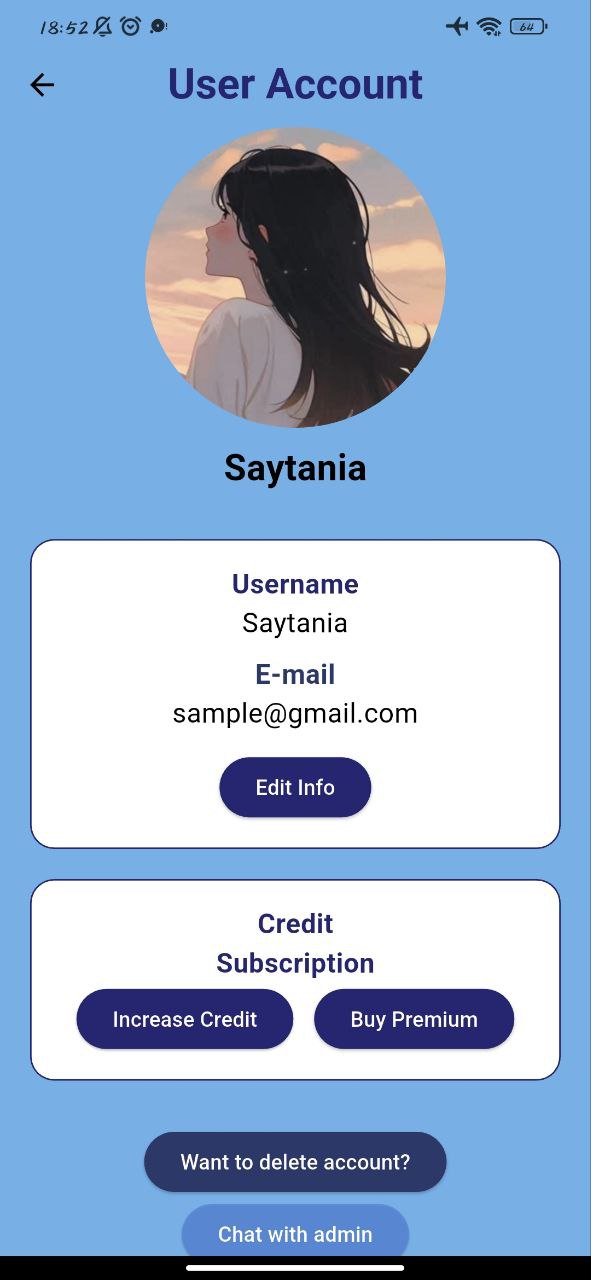 18:52
64
User Account
Saytania
Username
Saytania
E-mail
sample@gmail.com
Edit Info
Credit
Subscription
Increase Credit Buy Premium
Want to delete account?
Chat with admin